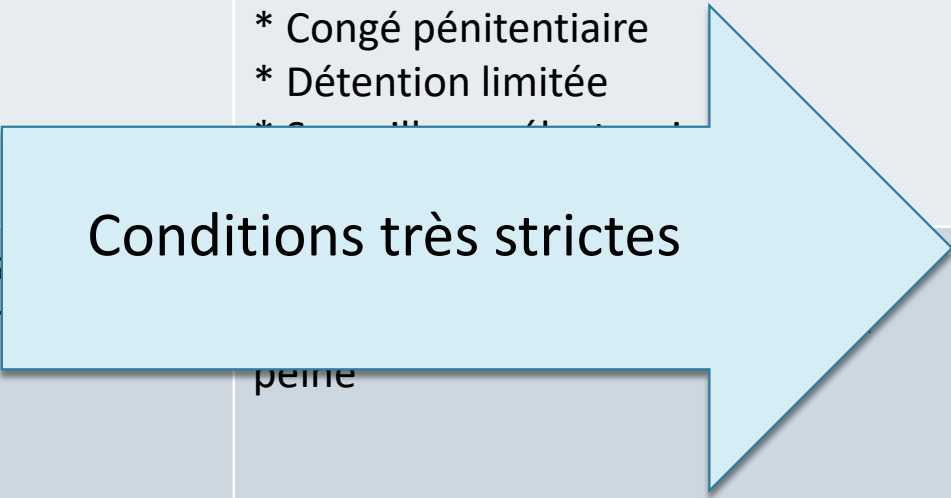 * Congé pénitentiaire
* Détention limitée
Conditions très strictes
peine